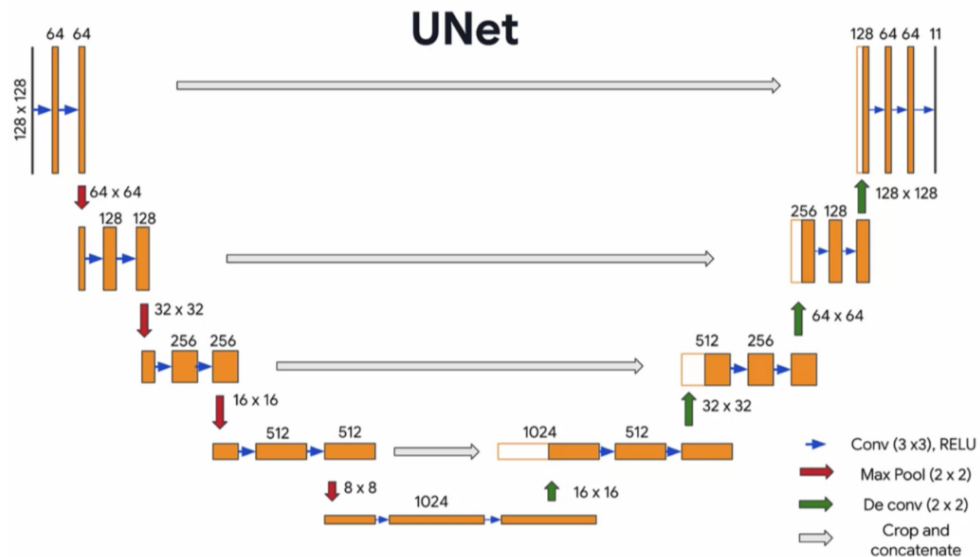 UNet
64 64
128 64 64 11
128 x 128
64 x 64
128 x 128
128 128
256 128
32 x 32
64 x 64
256 256
512 256
16 x 16
32 x 32
512 512
1024 512
8 x 8
16 x 16
1024
Conv (3 x3), RELU
Max Pool (2 x 2)
De conv (2 x 2)
Crop and
concatenate